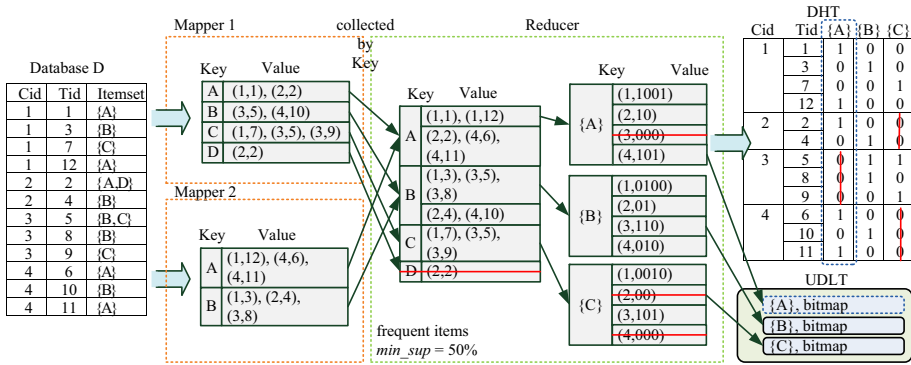 Mapper 1
collected
by
Key
Reducer
DHT
Database D
Cid Tid Itemset
1 1 {A}
1 3 {B}
1 7 {C}
1 12 {A}
2 2 {A,D}
2 4 {B}
3 5 {B,C}
3 8 {B}
3 9 {C}
4 6 {A}
4 10 {B}
4 11 {A}
Key Value
A (1,1), (2,2)
B (3,5), (4,10)
C (1,7), (3,5), (3,9)
D (2,2)
Mapper 2
Key Value
A (1,12), (4,6),
(4,11)
B (1,3), (2,4),
(3,8)
Key Value
A (1,1), (1,12)
(2,2), (4,6),
(4,11)
B (1,3), (3,5),
(3,8)
(2,4), (4,10)
C (1,7), (3,5),
(3,9)
D (2,2)
frequent items
min_sup = 50%
Key Value
{A} (1,1001)
(2,10)
(3,000)
(4,101)
{B} (1,0100)
(2,01)
(3,110)
(4,010)
{C} (1,0010)
(2,00)
(3,101)
(4,000)
Cid Tid {A} {B} {C}
1 1 1 0 0
3 0 1 0
7 0 0 1
12 1 0 0
2 2 1 0 0
4 0 1 0
3 5 0 1 1
8 0 1 0
9 0 0 1
4 6 1 0 0
10 0 1 0
11 1 0 0
UDLT
{A}, bitmap
{B}, bitmap
{C}, bitmap